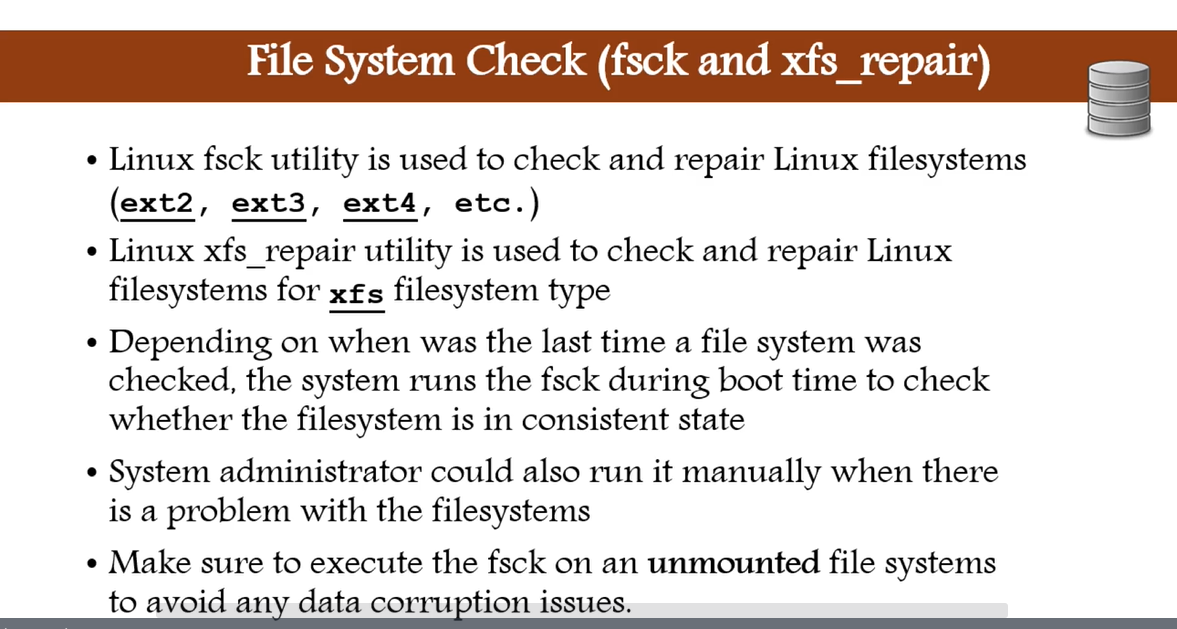 File System Check (fsck and xfs_repair)
• Linux fsck utility is used to check and repair Linux filesystems
(ext2, ext3, ext4, etc.)
• Linux xfs_repair utility is used to check and repair Linux
filesystems for xfs filesystem type
• Depending on when was the last time a file system was
checked, the system runs the fsck during boot time to check
whether the filesystem is in consistent state
• System administrator could also run it manually when there
is a problem with the filesystems
• Make sure to execute the fsck on an unmounted file systems
to avoid any data corruption issues.